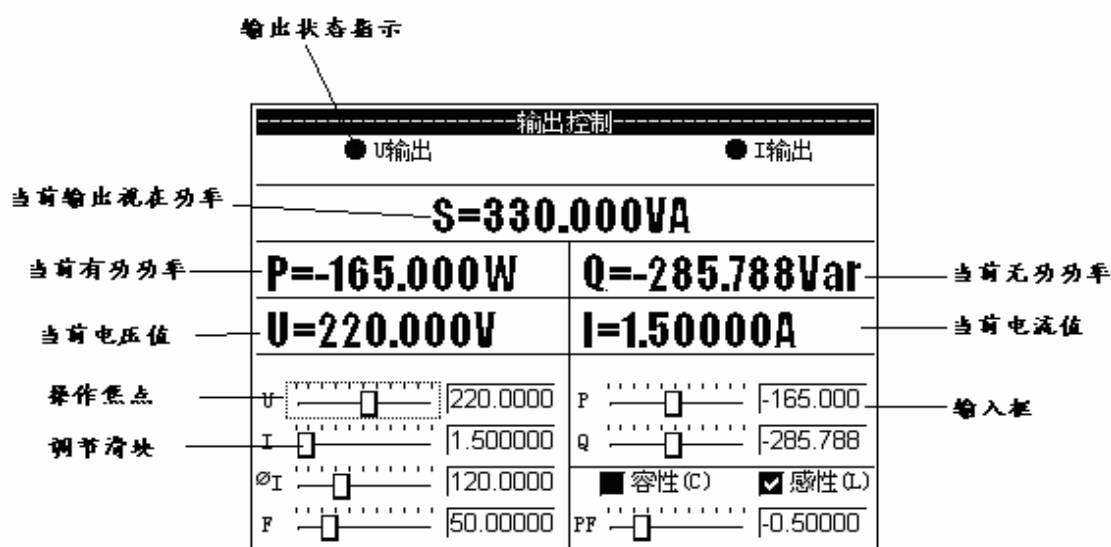 输出状态指示
--------------------输出控制--------------------
U输出
I输出
当前输出视在功率
S=330.000VA
当前有功功率
P=-165.000W
Q=-285.788Var
当前无功功率
当前电压值
U=220.000V
I=1.50000A
当前电流值
操作焦点
U
220.0000
P
-165.000
输入框
调节滑块
I
1.500000
Q
-285.788
ØI
120.0000
容性(C)
感性(L)
F
50.00000
PF
-0.50000